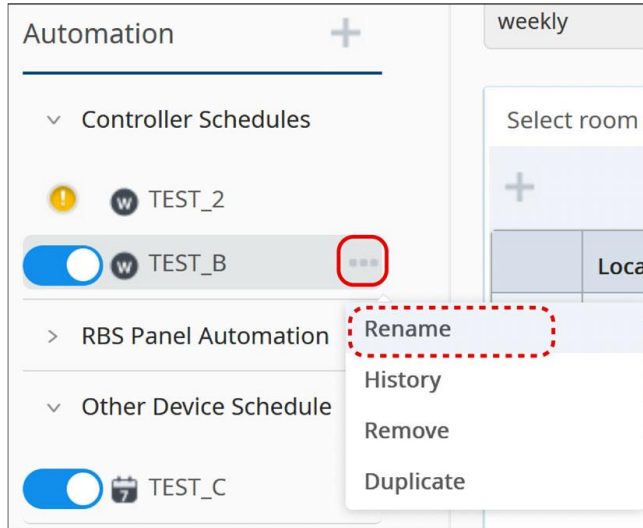 Automation
weekly
Controller Schedules
Select room
W TEST_2
W TEST_B
Loca
RBS Panel Automation
Rename
History
Other Device Schedule
Remove
Duplicate
7 TEST_C